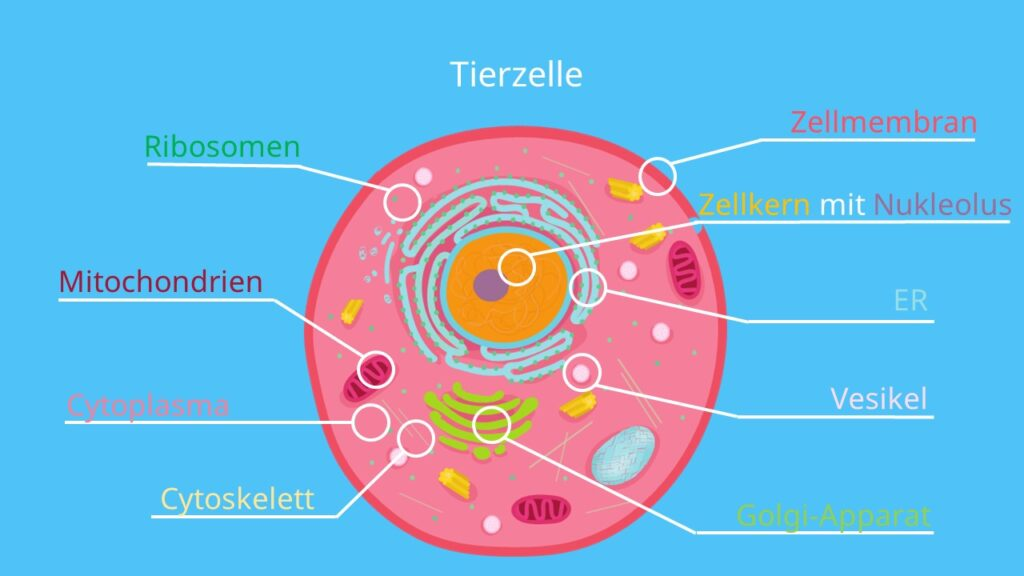 Tierzelle
Ribosomen
Zellmembran
Zellkern mit Nukleolus
Mitochondrien
ER
Cytoplasma
Vesikel
Cytoskelett
Golgi-Apparat